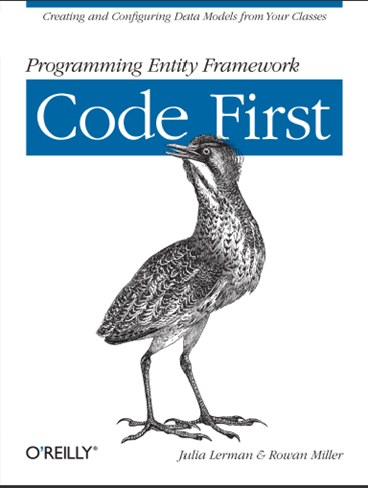 Creating and Configuring Data Models from Your Classes
Programming Entity Framework
Code First
O'REILLY®
Julia Lerman & Rowan Miller